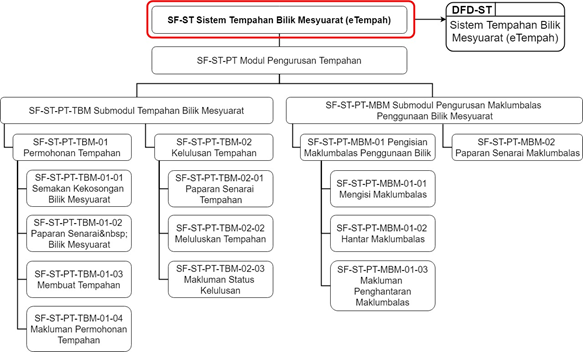 SF-ST Sistem Tempahan Bilik Mesyuarat (eTempah)
DFD-ST
Sistem Tempahan Bilik
Mesyuarat (eTempah)
SF-ST-PT Modul Pengurusan Tempahan
SF-ST-PT-TBM Submodul Tempahan Bilik Mesyuarat
SF-ST-PT-MBM Submodul Pengurusan Maklumbalas
Penggunaan Bilik Mesyuarat
SF-ST-PT-TBM-01
Permohonan Tempahan
SF-ST-PT-TBM-02
Kelulusan Tempahan
SF-ST-PT-MBM-01 Pengisian
Maklumbalas Penggunaan Bilik
SF-ST-PT-MBM-02
Paparan Senarai Maklumbalas
SF-ST-PT-TBM-01-01
Semakan Kekosongan
Bilik Mesyuarat
SF-ST-PT-TBM-02-01
Paparan Senarai
Tempahan
SF-ST-PT-MBM-01-01
Mengisi Maklumbalas
SF-ST-PT-TBM-01-02
Paparan Senarai&nbsp;
Bilik Mesyuarat
SF-ST-PT-TBM-02-02
Meluluskan Tempahan
SF-ST-PT-MBM-01-02
Hantar Maklumbalas
SF-ST-PT-TBM-01-03
Membuat Tempahan
SF-ST-PT-TBM-02-03
Makluman Status
Kelulusan
SF-ST-PT-MBM-01-03
Makluman
Penghantaran
Maklumbalas
SF-ST-PT-TBM-01-04
Makluman Permohonan
Tempahan